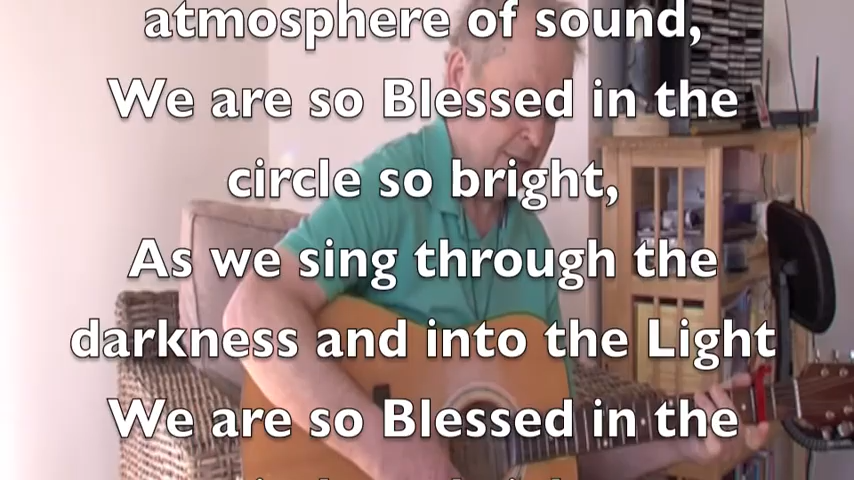 atmosphere of sound,
We are so Blessed in the
circle so bright,
As we sing through the
darkness and into the Light
We are so Blessed in the